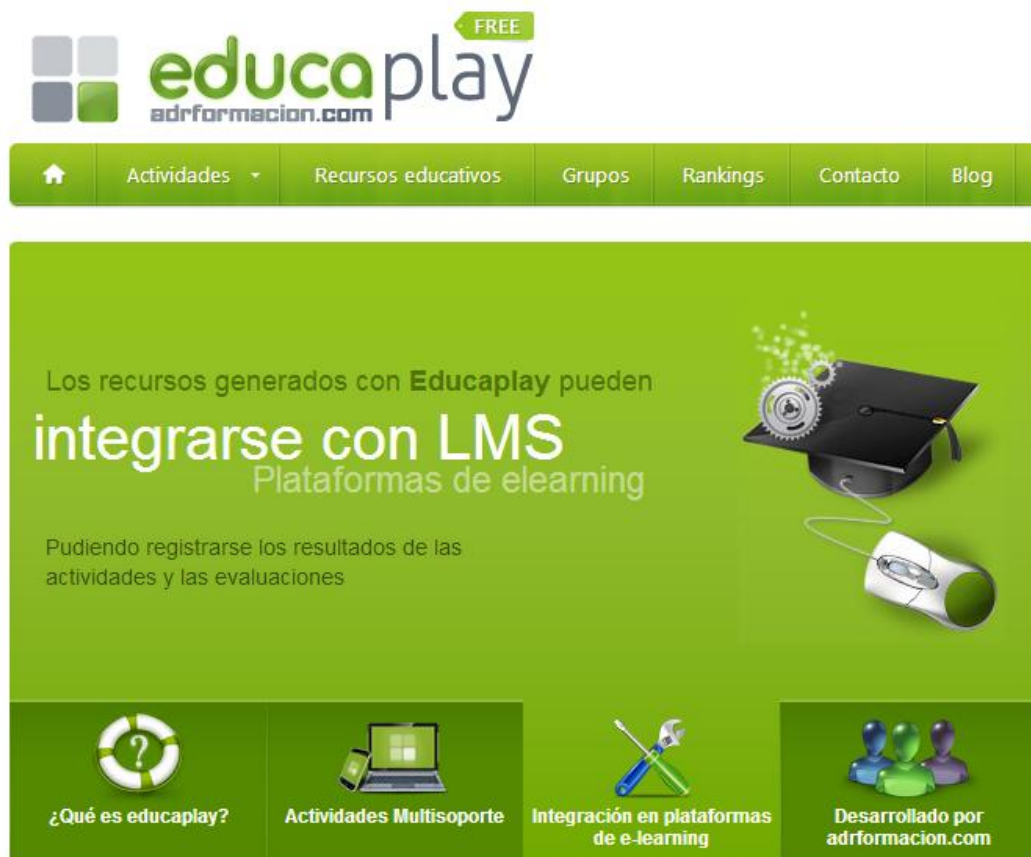 FREE
educaplay
adrformacion.com
Actividades
Recursos educativos
Grupos
Rankings
Contacto
Blog
Los recursos generados con Educaplay pueden
integrarse con LMS
Plataformas de elearning
Pudiendo registrarse los resultados de las
actividades y las evaluaciones
?
¿Qué es educaplay?
Actividades Multisoporte
Integración en plataformas
de e-learning
Desarrollado por
adrformacion.com